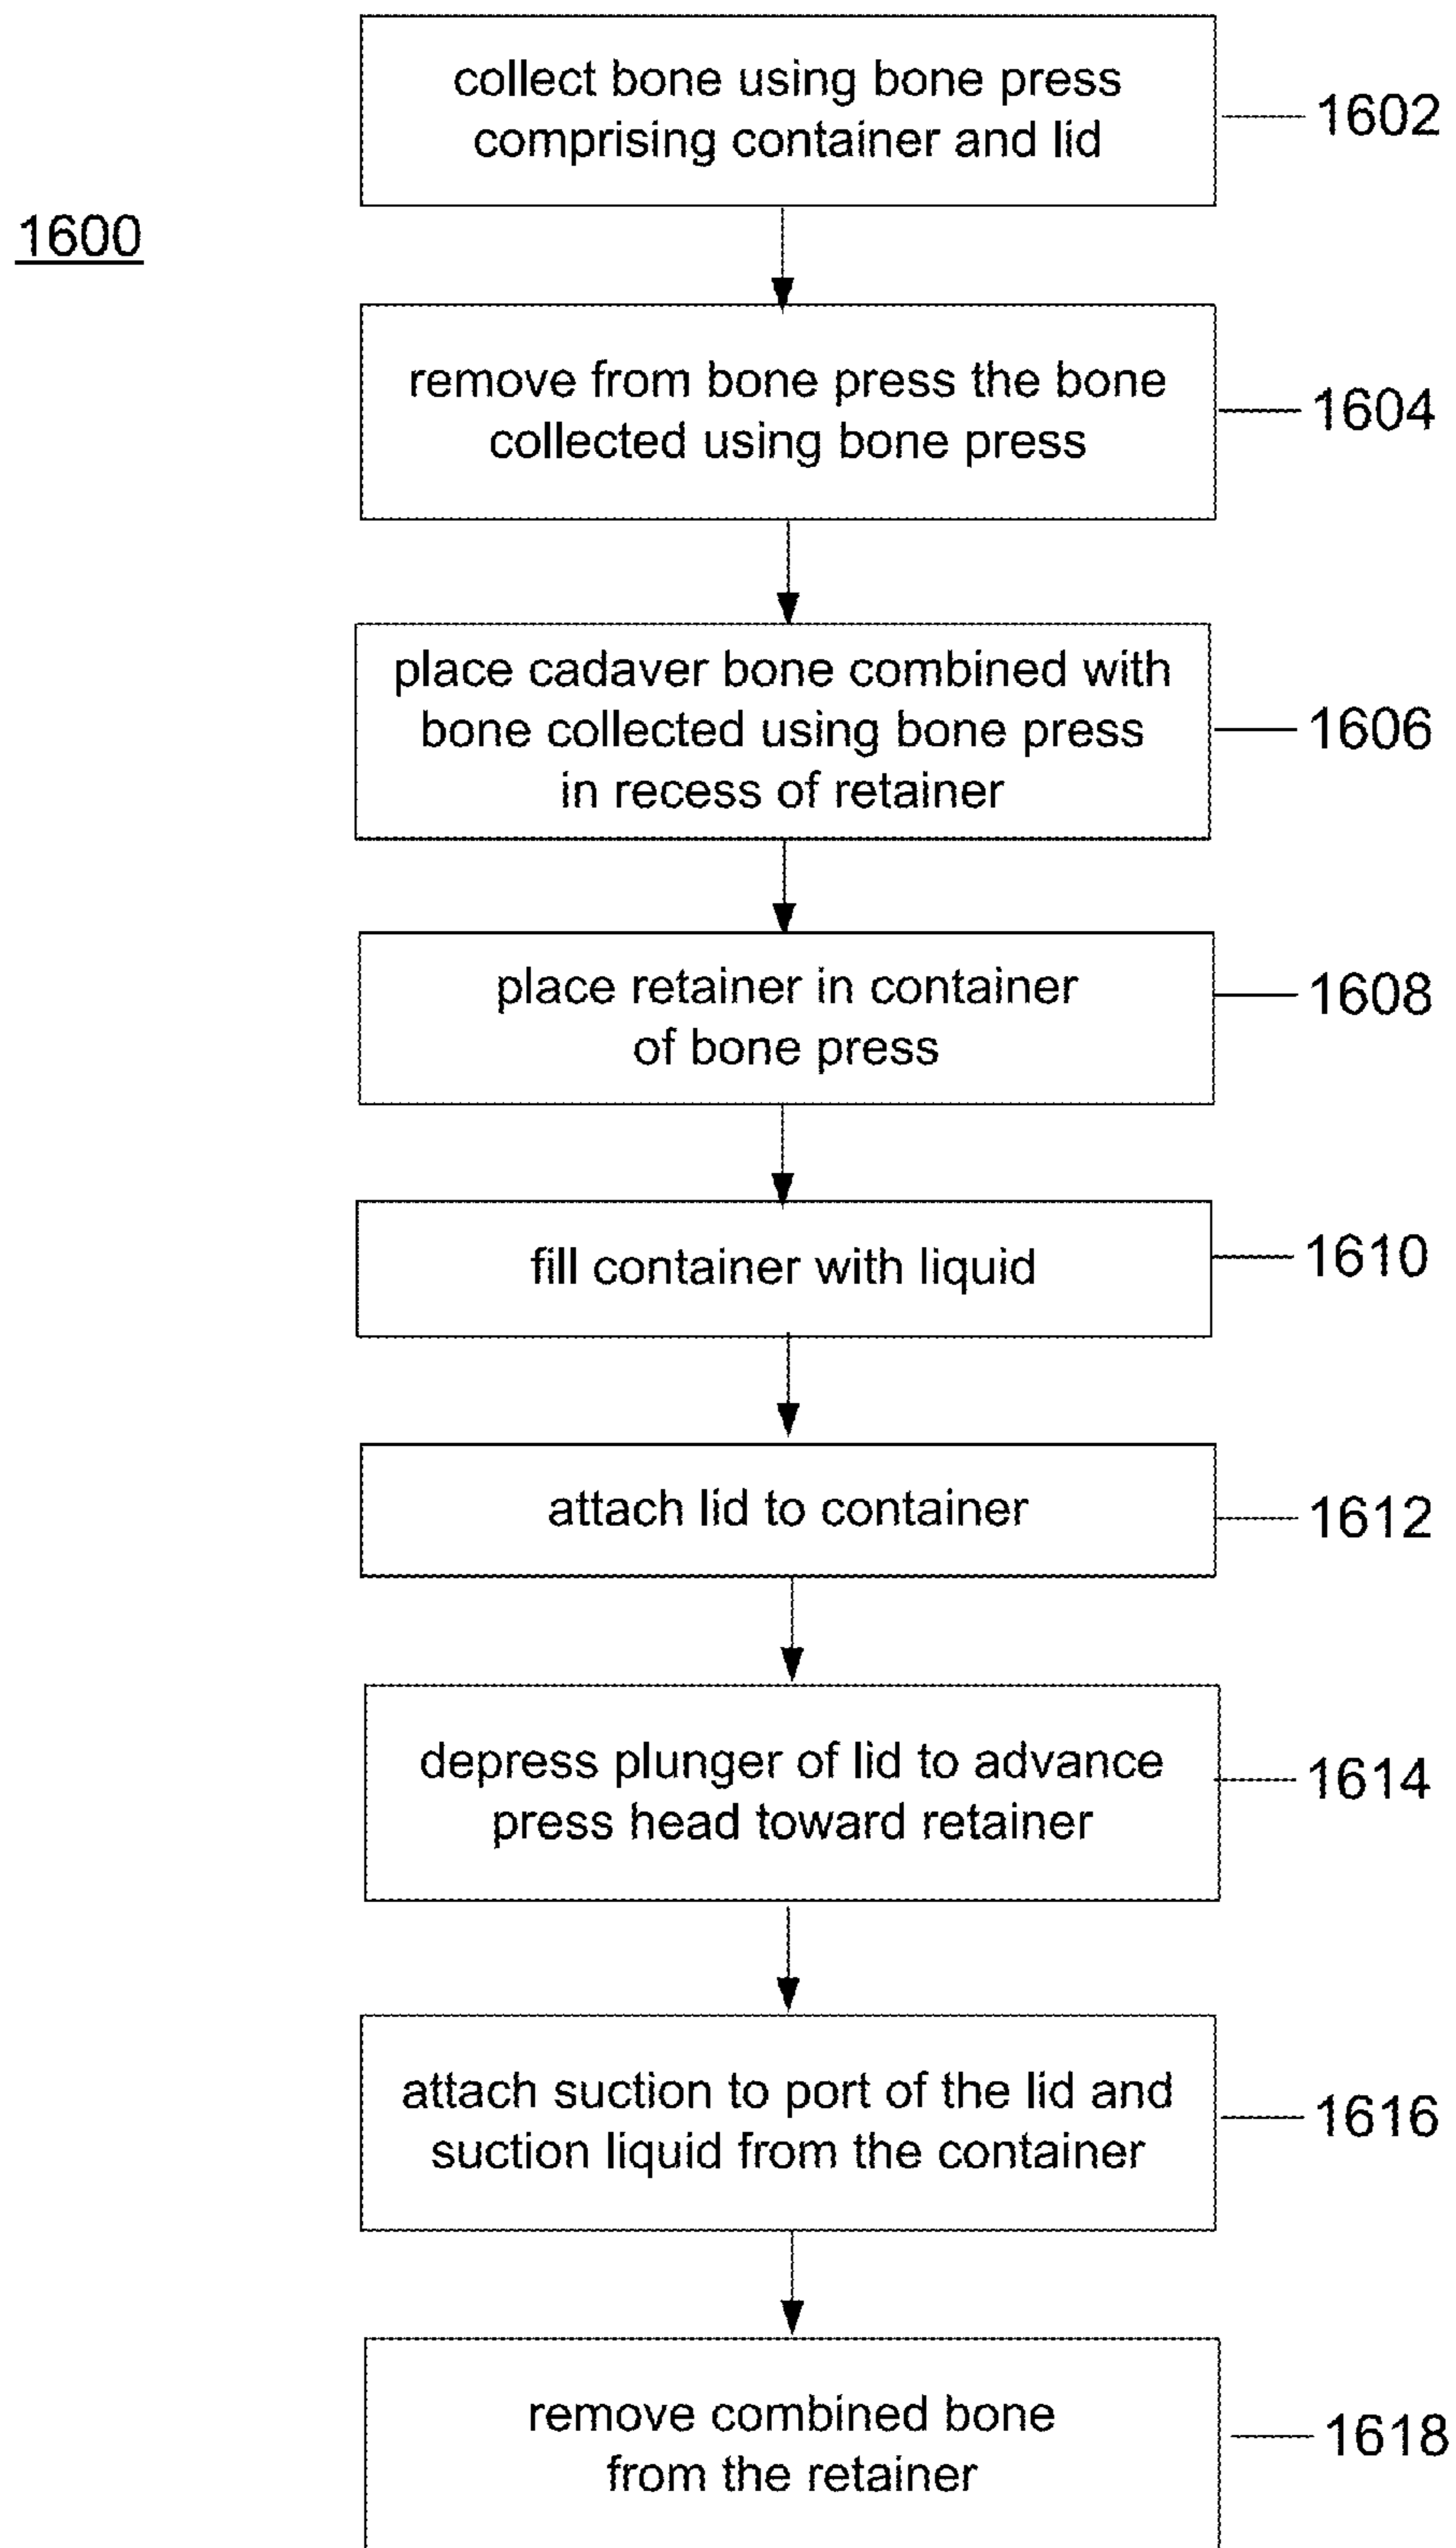 collect bone using bone press
comprising container and lid
1602
1600
remove from bone press the bone
collected using bone press
1604
place cadaver bone combined with
bone collected using bone press
in recess of retainer
1606
place retainer in container
of bone press
1608
fill container with liquid
1610
attach lid to container
1612
depress plunger of lid to advance
press head toward retainer
1614
attach suction to port of the lid and
suction liquid from the container
1616
remove combined bone
from the retainer
1618